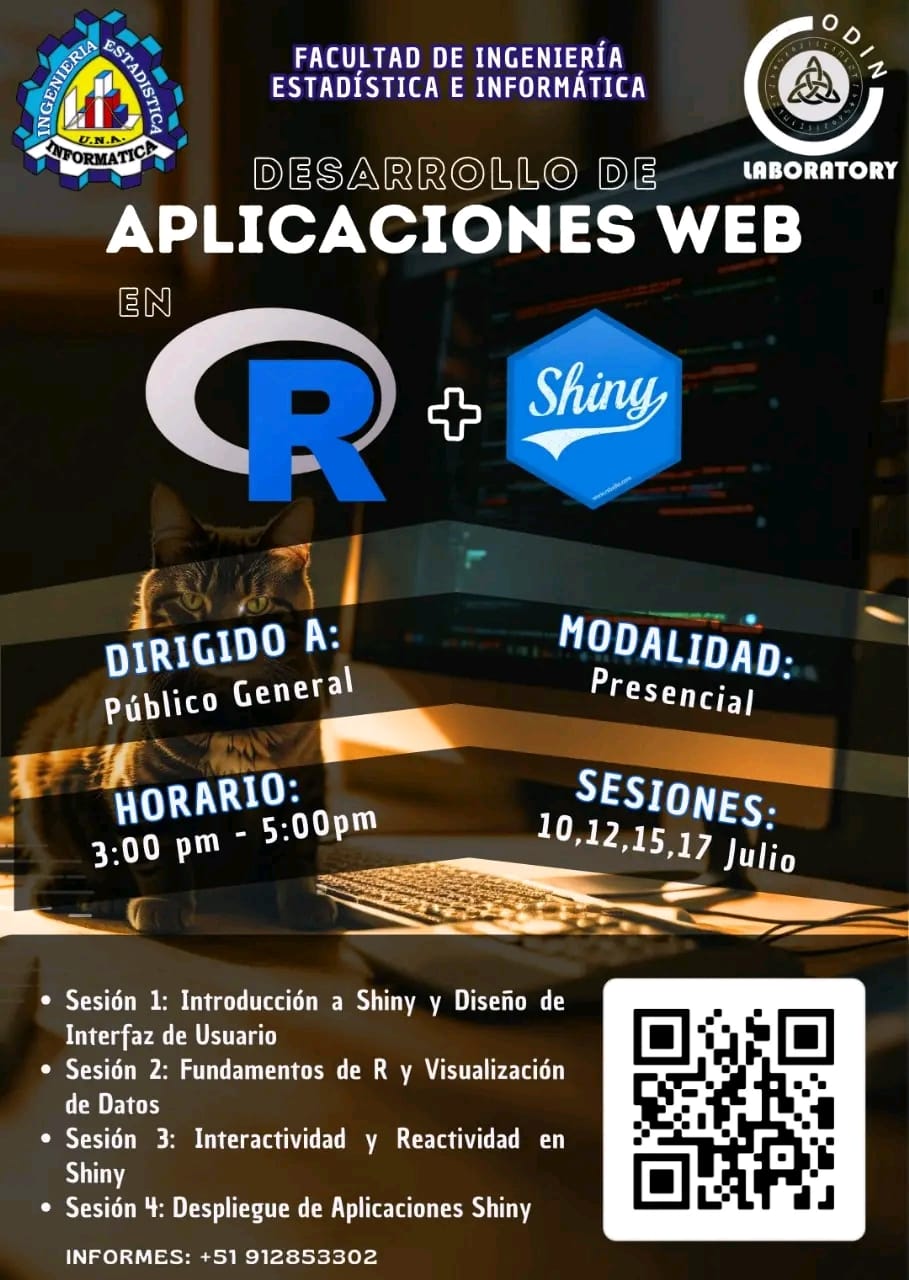 INGENIERIA ESTADÍSTICA
U.N.A.
INFORMATICA
FACULTAD DE INGENIERÍA
ESTADÍSTICA E INFORMÁTICA
ODIN
LABORATORY
DESARROLLO DE
APLICACIONES WEB
EN
R
Shiny
DIRIGIDO A:
Público General
MODALIDAD:
Presencial
HORARIO:
3:00 pm - 5:00pm
SESIONES:
10,12,15,17 Julio
• Sesión 1: Introducción a Shiny y Diseño de
Interfaz de Usuario
• Sesión 2: Fundamentos de R y Visualización
de Datos
• Sesión 3: Interactividad y Reactividad en
Shiny
• Sesión 4: Despliegue de Aplicaciones Shiny
INFORMES: +51 912853302